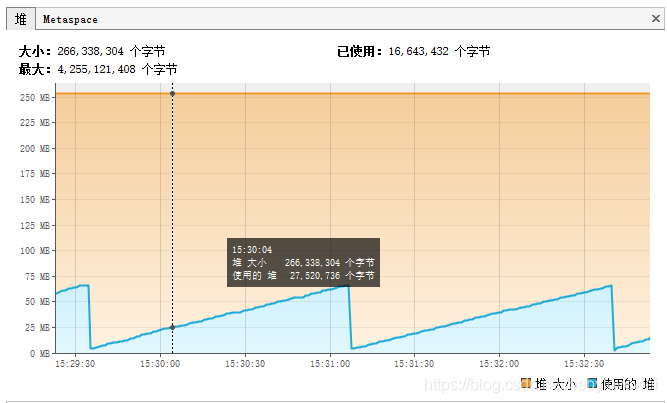 堆 Metaspace
大小： 266,338,304 个字节 已使用： 16,643,432 个字节
最大： 4,255,121,408 个字节
250 MB
225 MB
200 MB
175 MB
150 MB
125 MB
100 MB
75 MB
50 MB
25 MB
0 MB
15:30:04
堆 大小 266,338,304 个字节
使用的 堆 27,520,736 个字节
15:29:30 15:30:00 15:30:30 15:31:00 15:31:30 15:32:00 15:32:30
堆 大小 使用的 堆
https://blog.cs